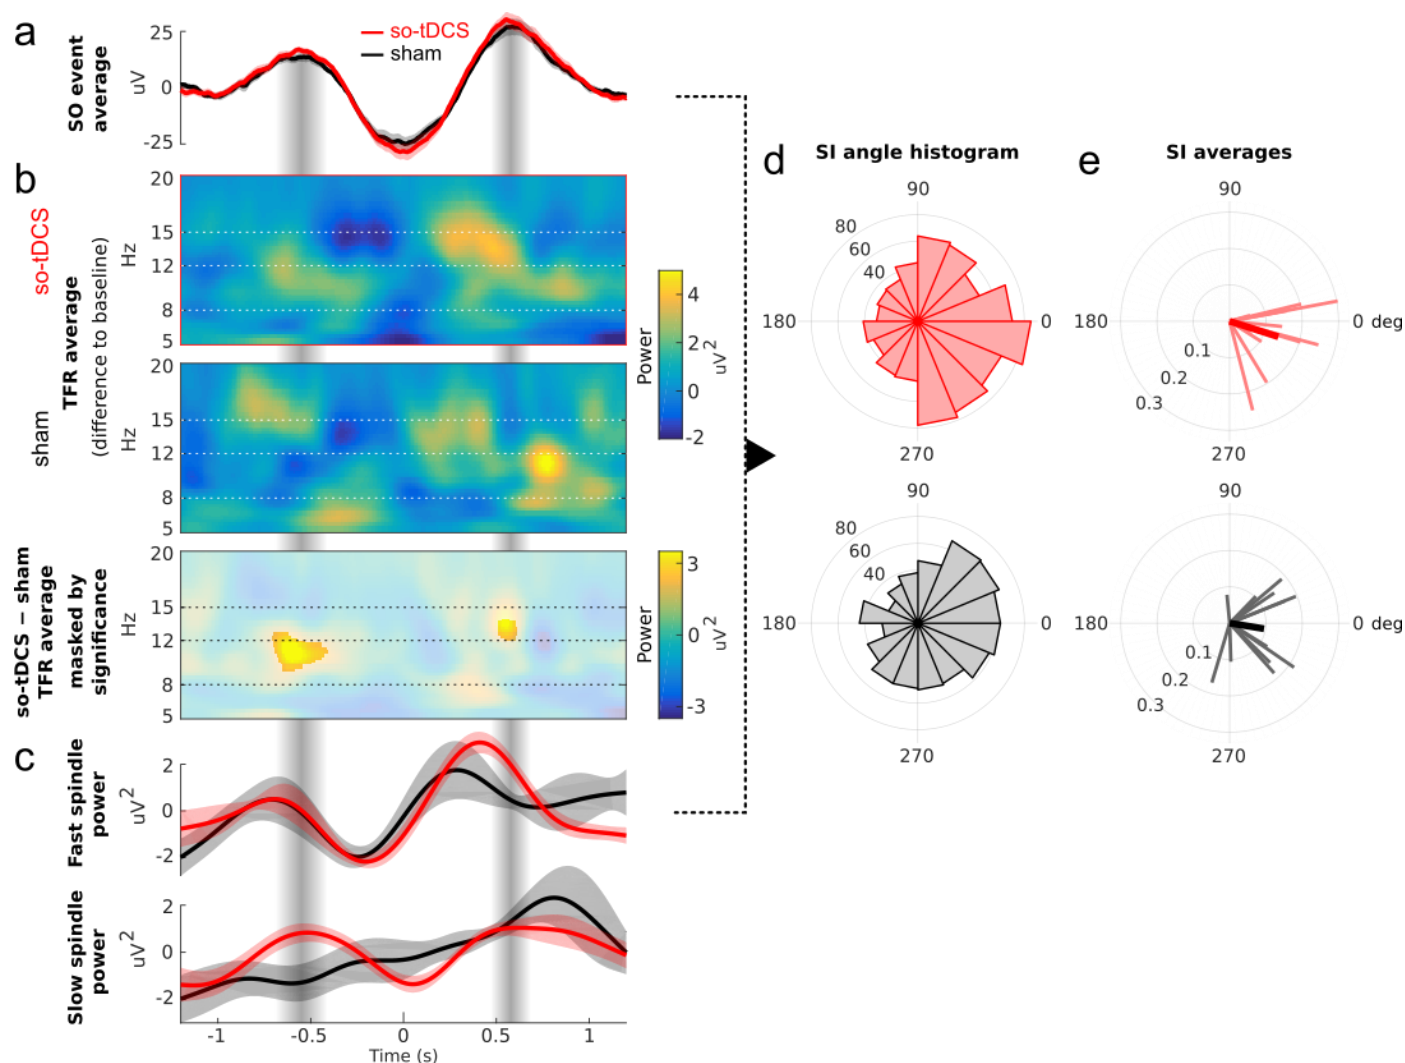 a
SO event
average
uV
25
0
-25
so-tDCS
sham
b
so-tDCS
sham
TFR average
(difference to baseline)
Hz
20
15
12
8
5
Hz
20
15
12
8
5
Power
uV2
4
2
0
-2
so-tDCS – sham
TFR average
masked by
significance
Hz
20
15
12
8
5
Power
uV2
3
0
-3
c
Fast spindle
power
uV2
2
0
-2
Slow spindle
power
uV2
2
0
-2
-1
-0.5
0
0.5
1
Time (s)
d
SI angle histogram
90
80
60
40
180
0
270
90
80
60
40
180
0
270
e
SI averages
90
180
0 deg
0.1
0.2
0.3
270
90
180
0 deg
0.1
0.2
0.3
270